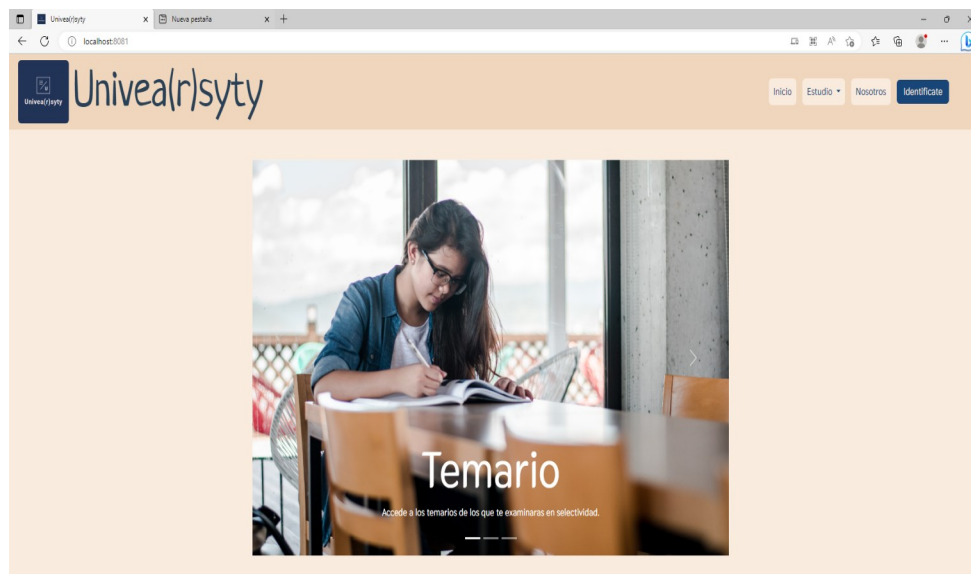 Univea(r)syty
Nueva pestaña
localhost:8081
Univea(r)syty
Univea(r)syty
Inicio
Estudio
Nosotros
Identifícate
Temario
Accede a los temarios de los que te examinaras en selectividad.